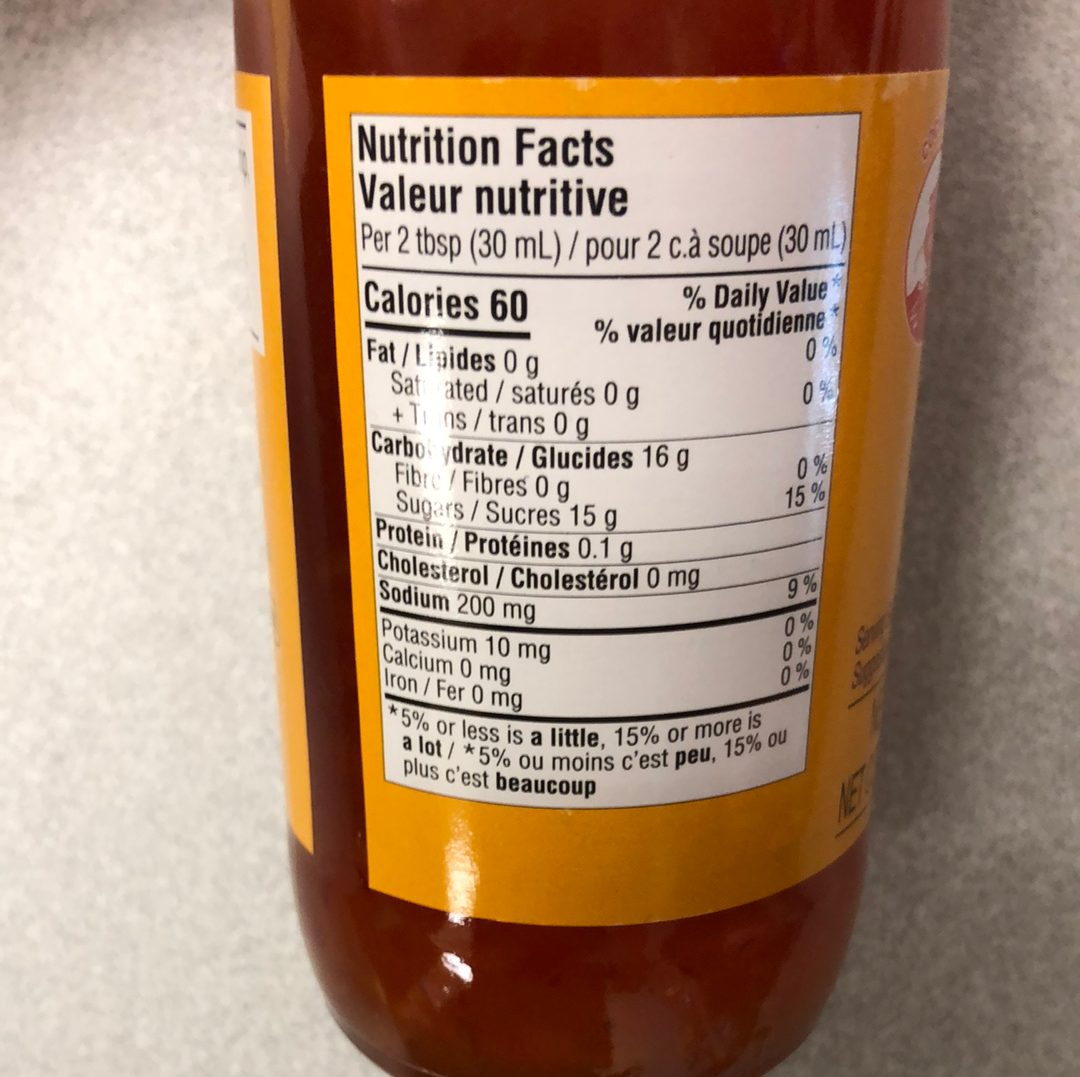 Nutrition Facts
Valeur nutritive
Per 2 tbsp (30 mL) / pour 2 c.à soupe (30 mL)
Calories 60
% Daily Value*
% valeur quotidienne*
Fat / Lipides 0 g 0 %
Saturated / saturés 0 g 0 %
+ Trans / trans 0 g
Carbohydrate / Glucides 16 g
Fibre / Fibres 0 g 0 %
Sugars / Sucres 15 g 15 %
Protein / Protéines 0.1 g
Cholesterol / Cholestérol 0 mg
Sodium 200 mg 9 %
Potassium 10 mg 0 %
Calcium 0 mg 0 %
Iron / Fer 0 mg 0 %
*5% or less is a little, 15% or more is
a lot / *5% ou moins c'est peu, 15% ou
plus c'est beaucoup
NET